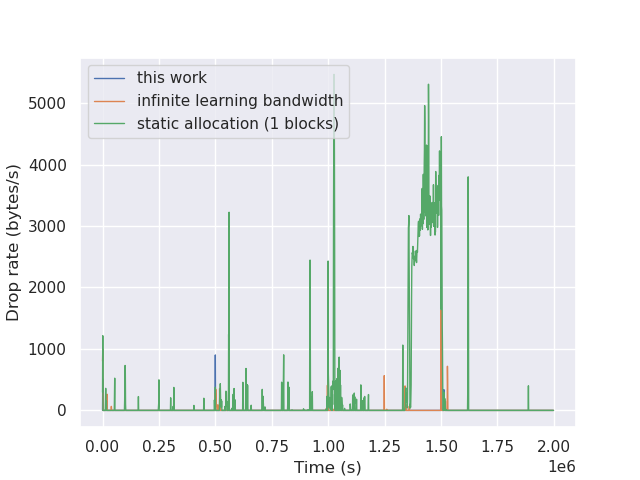 this work
infinite learning bandwidth
static allocation (1 blocks)
Drop rate (bytes/s)
5000
4000
3000
2000
1000
0
0.00 0.25 0.50 0.75 1.00 1.25 1.50 1.75 2.00
Time (s)
1e6